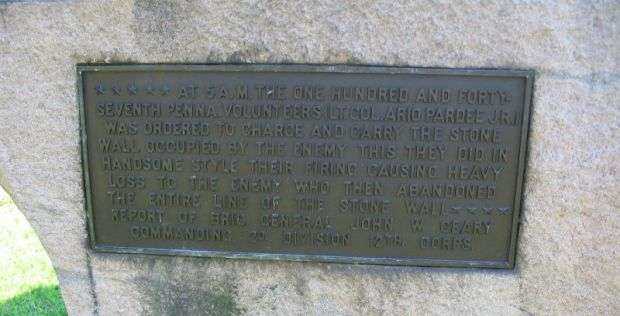 ★ ★ ★ ★ ★ AT 5 A.M. THE ONE HUNDRED AND FORTY-
SEVENTH PENNA. VOLUNTEERS (LT. COL. ARIO PARDEE JR.)
WAS ORDERED TO CHARGE AND CARRY THE STONE
WALL OCCUPIED BY THE ENEMY THIS THEY DID IN
HANDSOME STYLE THEIR FIRING CAUSING HEAVY
LOSS TO THE ENEMY WHO THEN ABANDONED
THE ENTIRE LINE OF THE STONE WALL ★ ★ ★ ★
REPORT OF BRIG. GENERAL JOHN W. GEARY
COMMANDING 2D DIVISION 12TH. CORPS